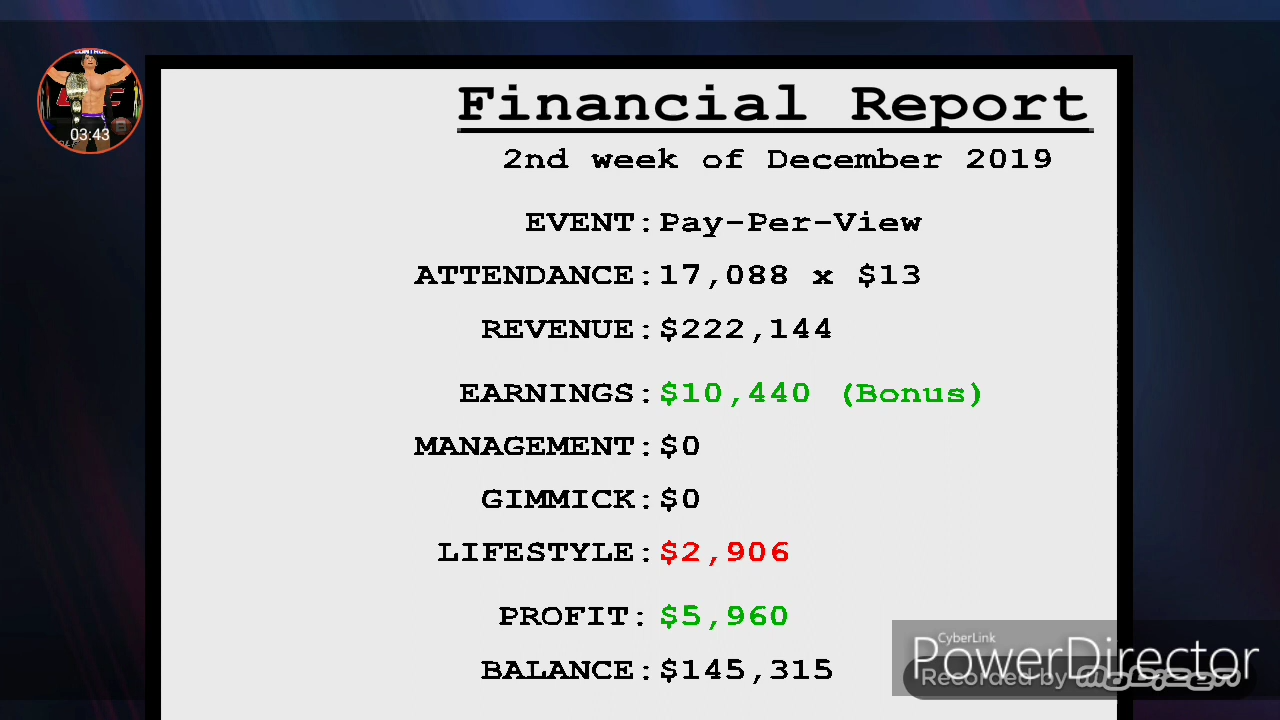 CONTROL
03:43
Financial Report
2nd week of December 2019
EVENT: Pay-Per-View
ATTENDANCE: 17,088 x $13
REVENUE: $222,144
EARNINGS: $10,440 (Bonus)
MANAGEMENT: $0
GIMMICK: $0
LIFESTYLE: $2,906
PROFIT: $5,960
BALANCE: $145,315
CyberLink
PowerDirector
Recorded by